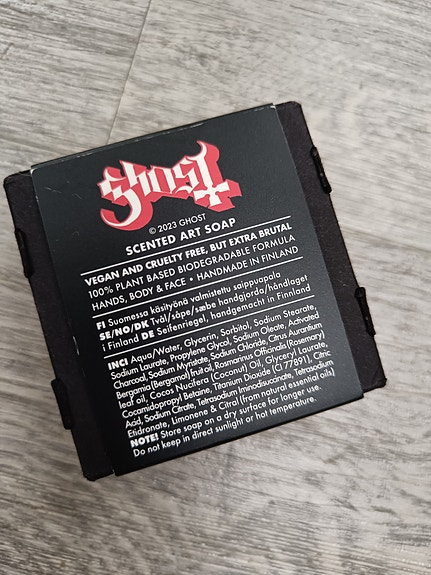 Ghost
© 2023 GHOST
SCENTED ART SOAP
VEGAN AND CRUELTY FREE, BUT EXTRA BRUTAL
100% PLANT BASED BIODEGRADABLE FORMULA
HANDS, BODY & FACE • HANDMADE IN FINLAND
FI Suomessa käsityönä valmistettu saippuapala
SE/NO/DK Tvål/såpe/sæbe handgjorda/håndlaget
i Finland DE Seifenriegel, handgemacht in Finnland
INCI Aqua/Water, Glycerin, Sorbitol, Sodium Stearate,
Sodium Laurate, Propylene Glycol, Sodium Oleate, Activated
Charcoal, Sodium Myristate, Sodium Chloride, Citrus Aurantium
Bergamia (Bergamot) fruit oil, Rosmarinus Officinalis (Rosemary)
leaf oil, Cocos Nucifera (Coconut) Oil, Glyceryl Laurate,
Cocamidopropyl Betaine, Titanium Dioxide (CI 77891), Citric
Acid, Sodium Citrate, Tetrasodium Iminodisuccinate, Tetrasodium
Etidronate, Limonene & Citral (from natural essential oils)
NOTE! Store soap on a dry surface for longer use.
Do not keep in direct sunlight or hot temperature.